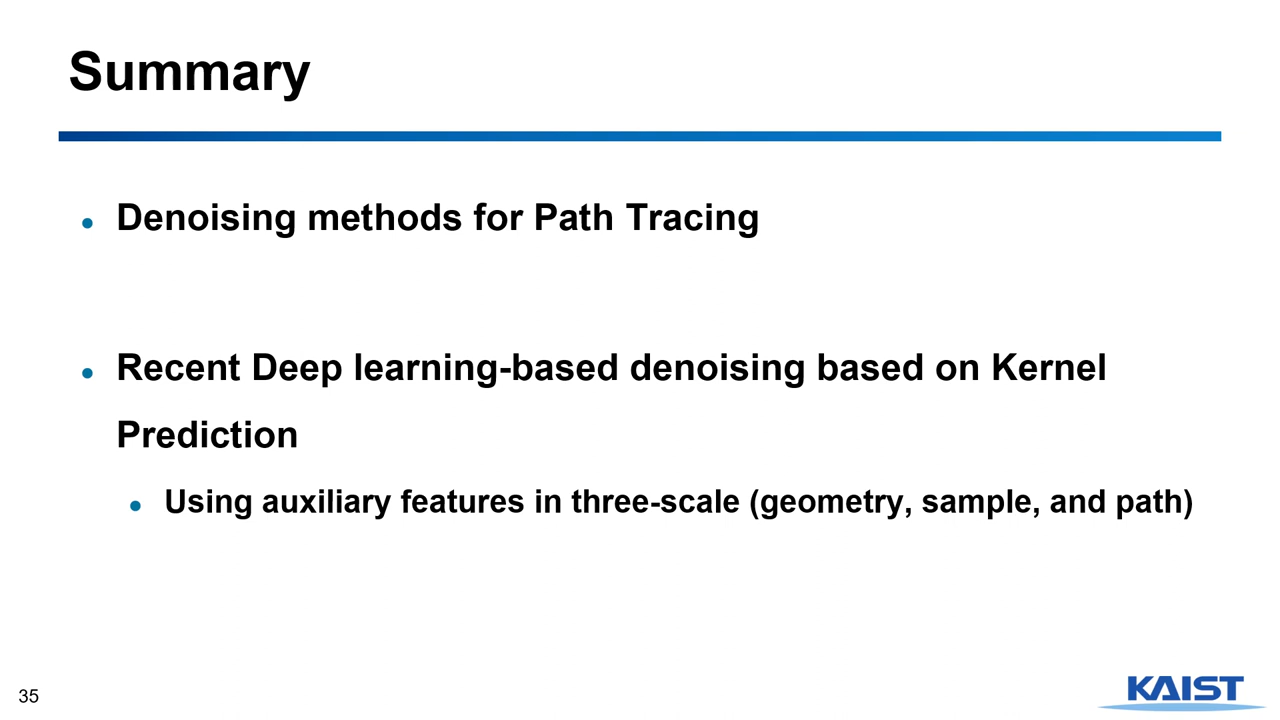 Summary
Denoising methods for Path Tracing
Recent Deep learning-based denoising based on Kernel
Prediction
Using auxiliary features in three-scale (geometry, sample, and path)
35
KAIST